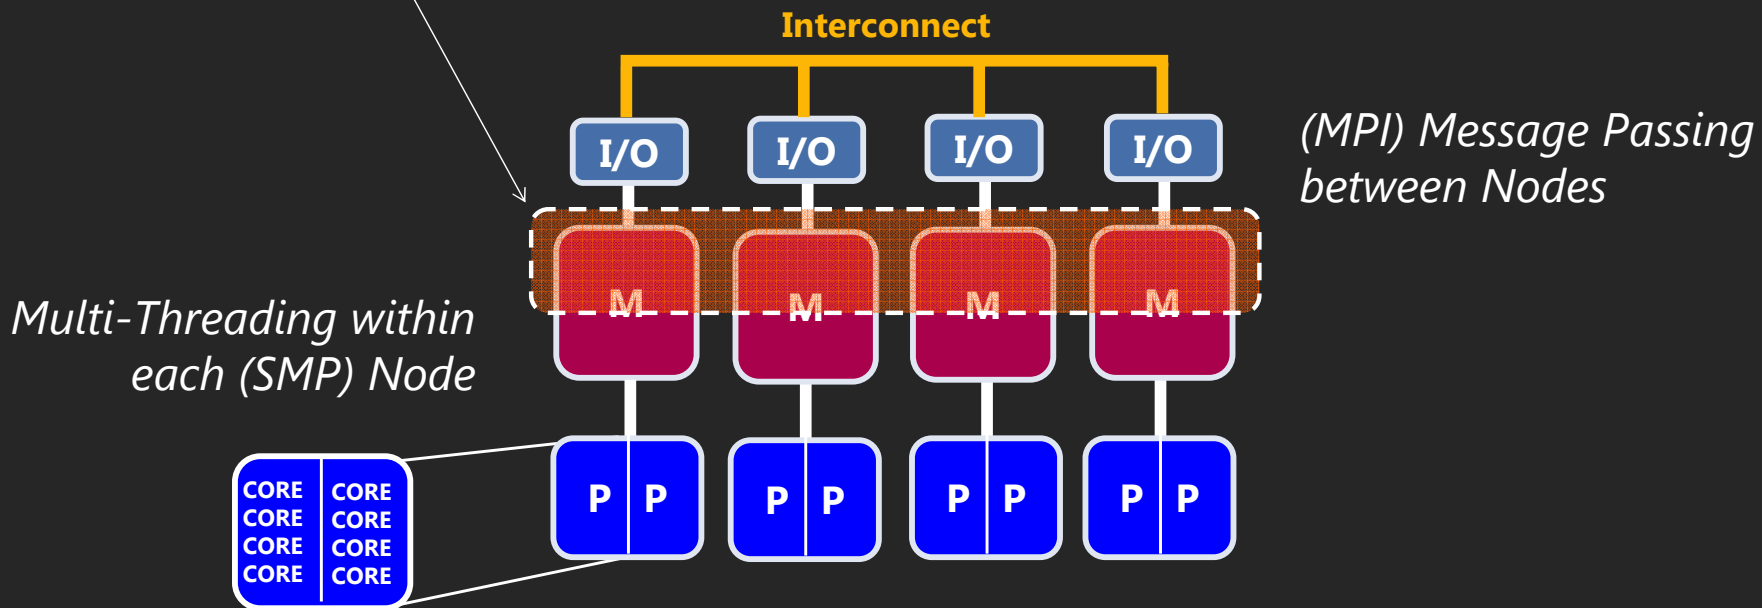 Interconnect
I/O I/O I/O I/O
(MPI) Message Passing
between Nodes
M M M M
Multi-Threading within
each (SMP) Node
P P P P P P P P
CORE CORE
CORE CORE
CORE CORE
CORE CORE